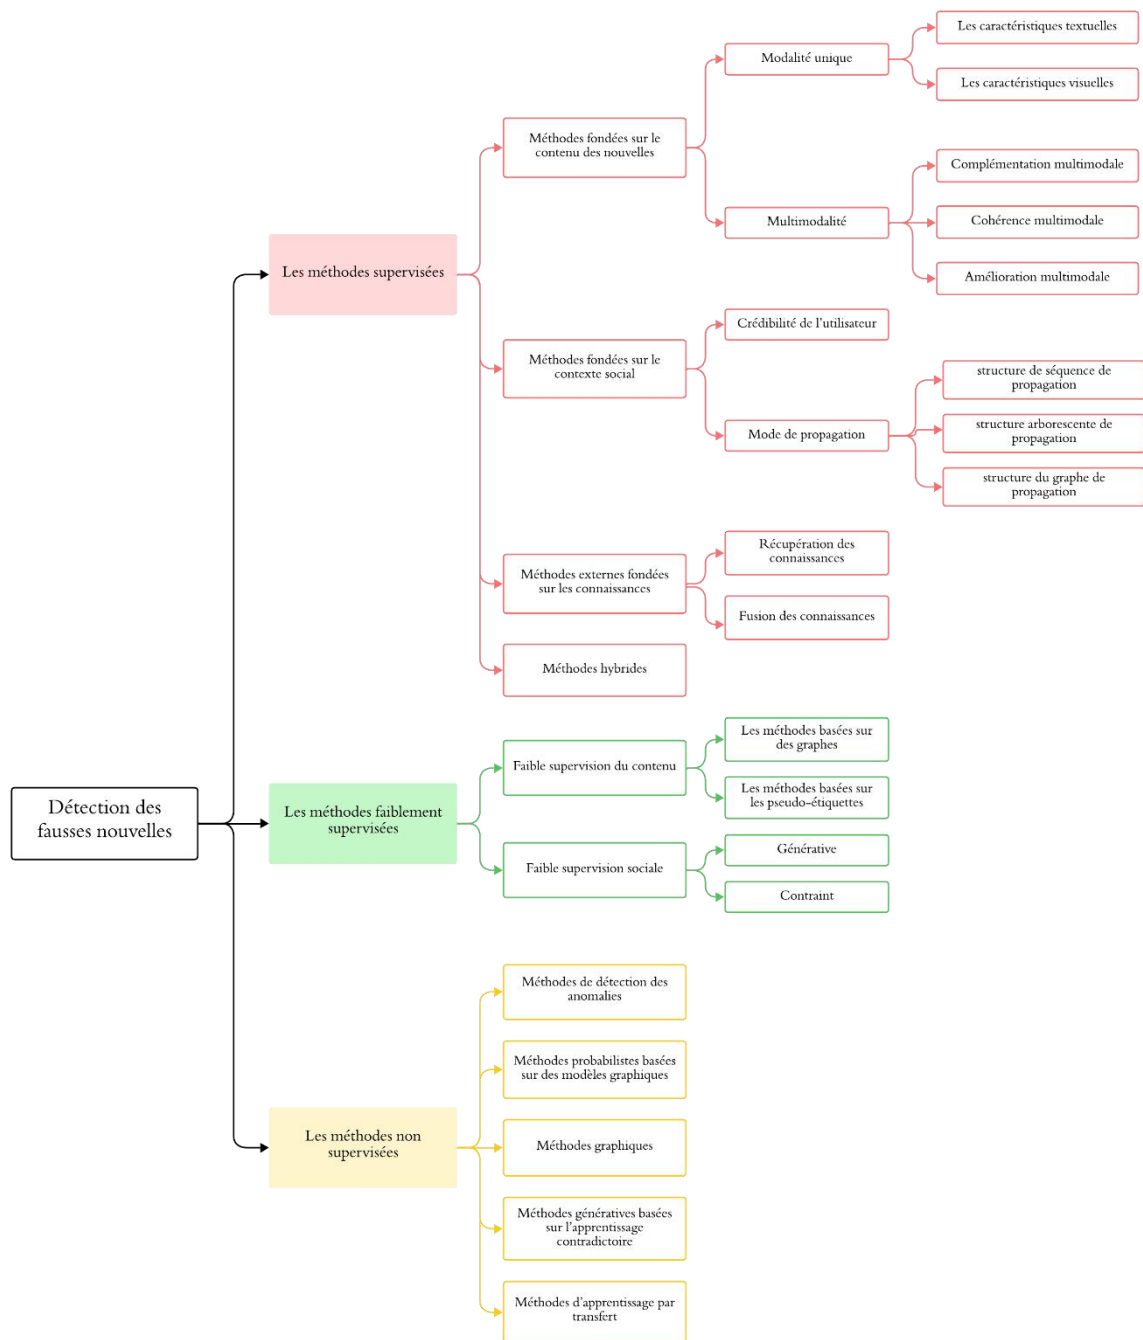 Détection des
fausses nouvelles
Les méthodes supervisées
Méthodes fondées sur le
contenu des nouvelles
Modalité unique
Les caractéristiques textuelles
Les caractéristiques visuelles
Multimodalité
Complémentation multimodale
Cohérence multimodale
Amélioration multimodale
Méthodes fondées sur le
contexte social
Crédibilité de l'utilisateur
Mode de propagation
structure de séquence de
propagation
structure arborescente de
propagation
structure du graphe de
propagation
Méthodes externes fondées
sur les connaissances
Récupération des
connaissances
Fusion des connaissances
Méthodes hybrides
Les méthodes faiblement
supervisées
Faible supervision du contenu
Les méthodes basées sur
des graphes
Les méthodes basées sur
les pseudo-étiquettes
Faible supervision sociale
Générative
Contraint
Les méthodes non
supervisées
Méthodes de détection des
anomalies
Méthodes probabilistes basées
sur des modèles graphiques
Méthodes graphiques
Méthodes génératives basées
sur l'apprentissage
contradictoire
Méthodes d'apprentissage par
transfert